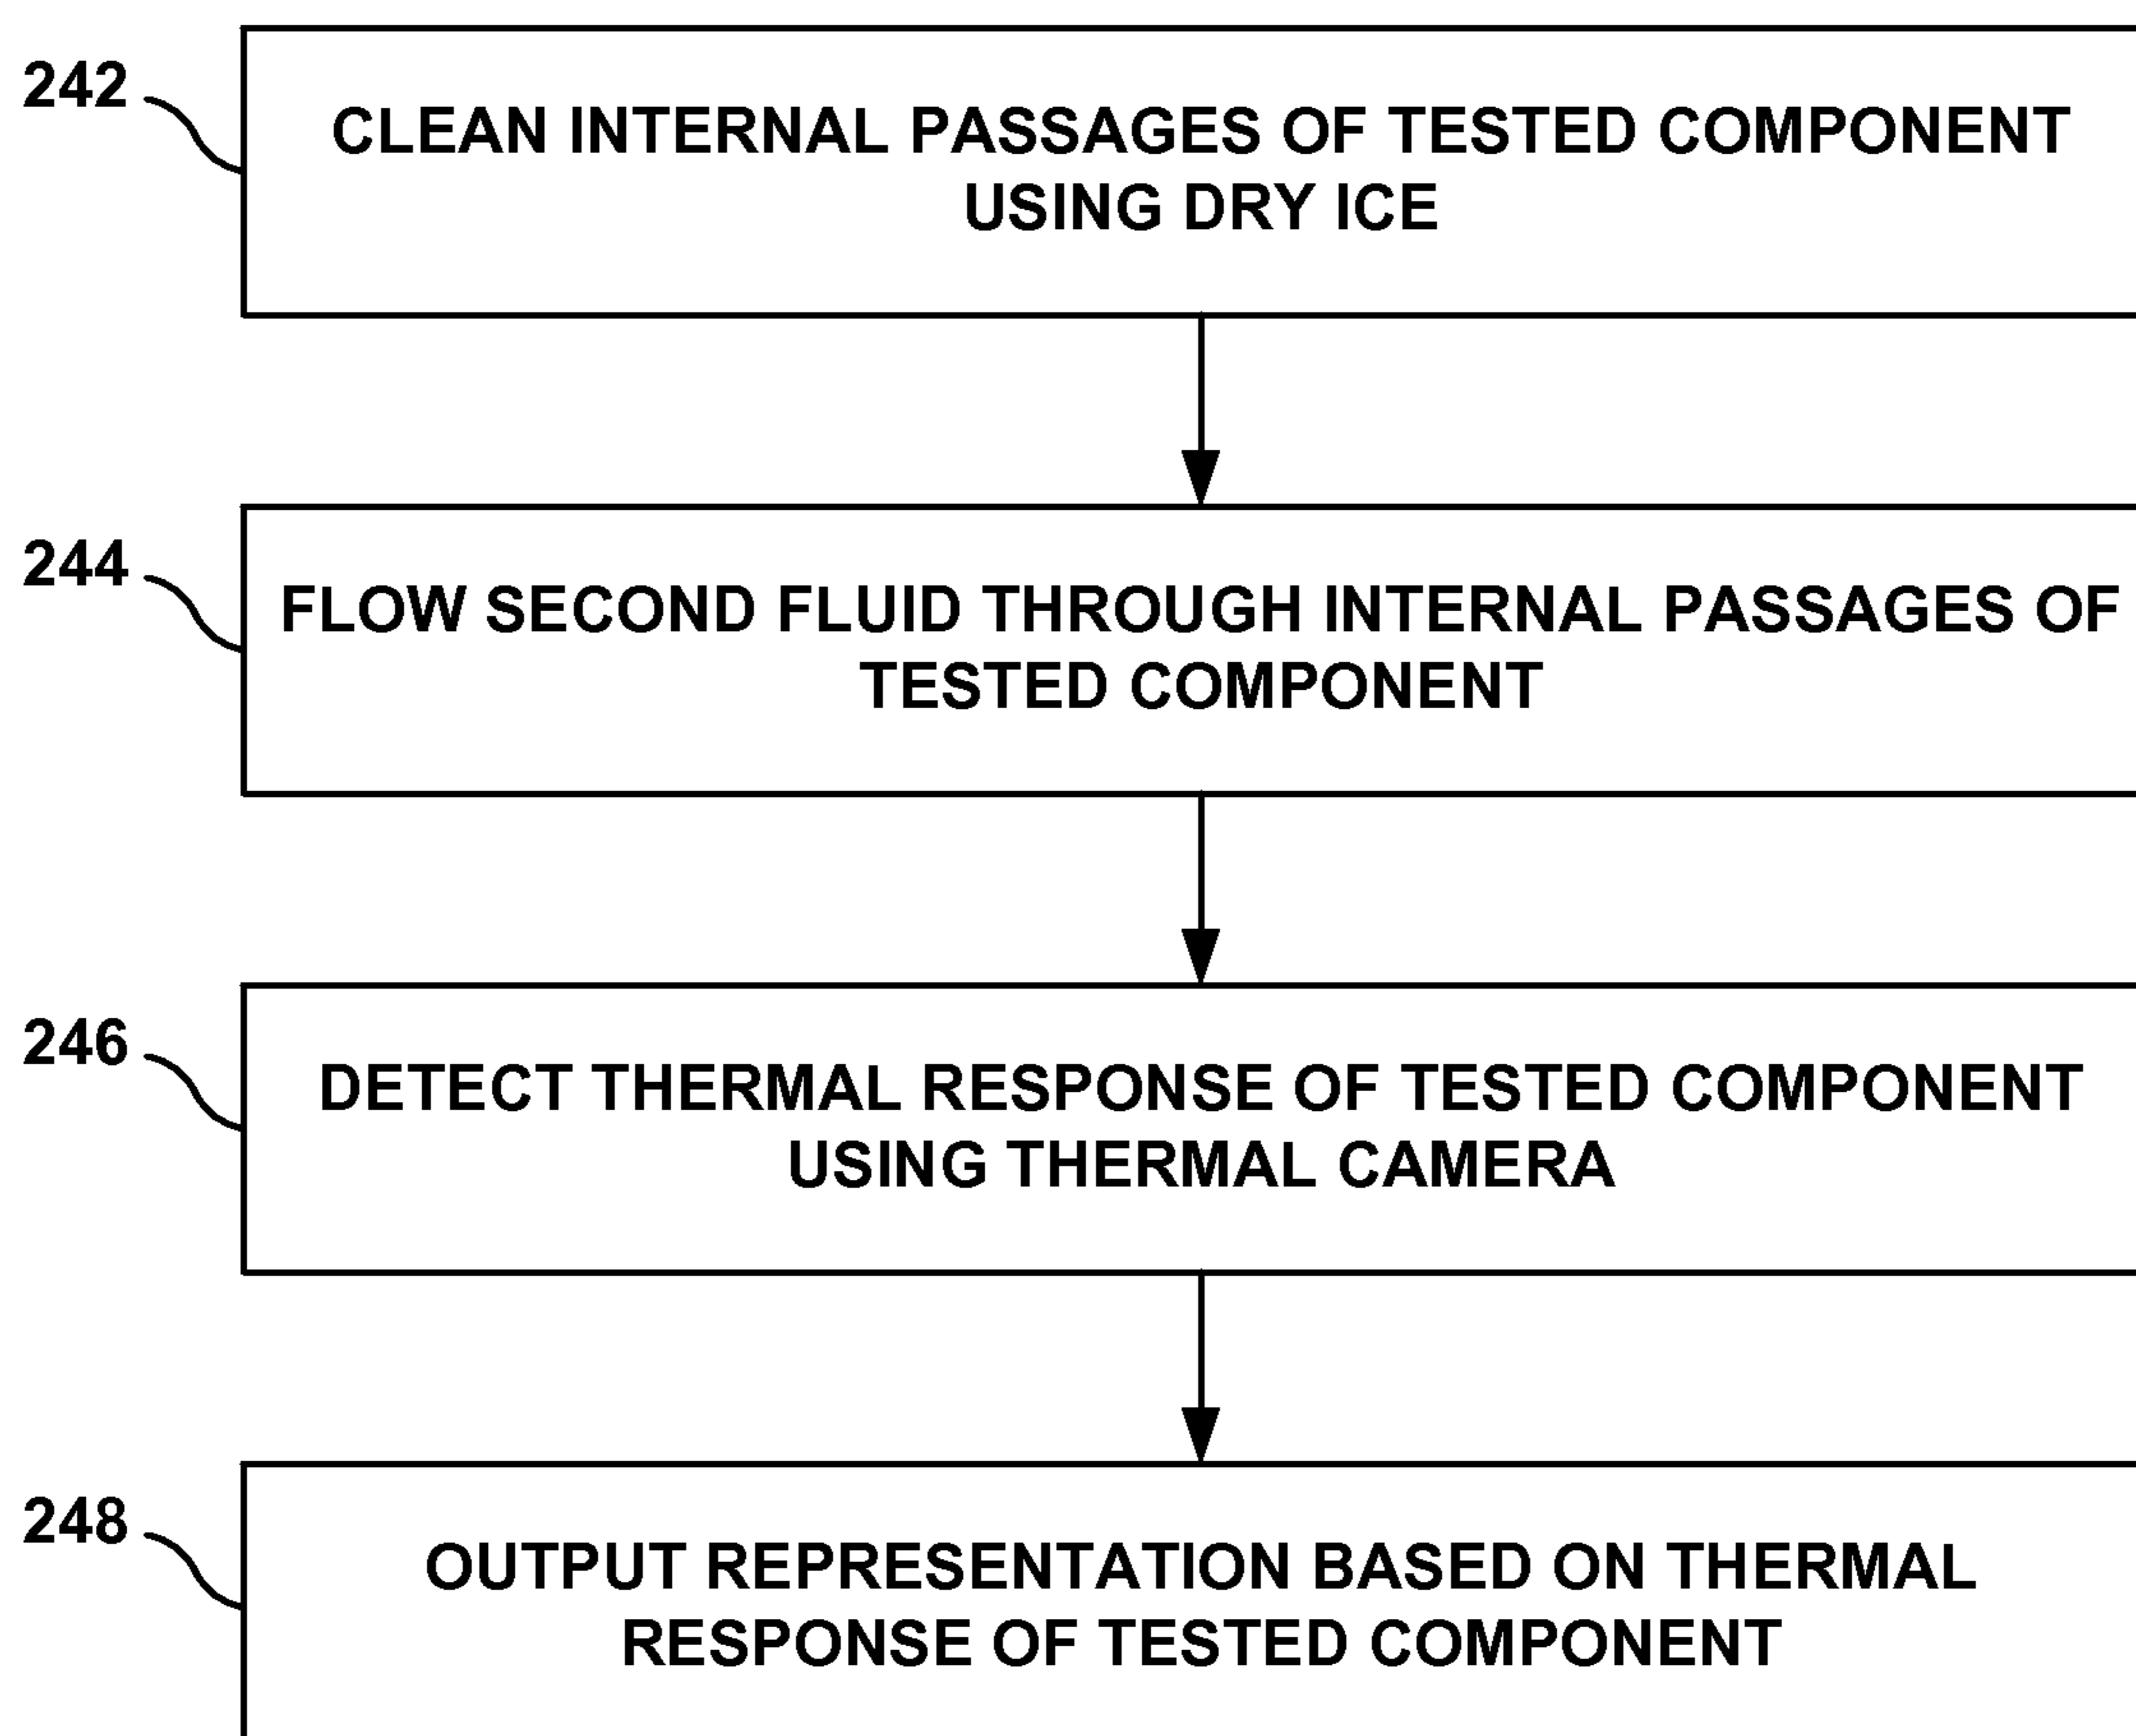 242
CLEAN INTERNAL PASSAGES OF TESTED COMPONENT
USING DRY ICE
244
FLOW SECOND FLUID THROUGH INTERNAL PASSAGES OF
TESTED COMPONENT
246
DETECT THERMAL RESPONSE OF TESTED COMPONENT
USING THERMAL CAMERA
248
OUTPUT REPRESENTATION BASED ON THERMAL
RESPONSE OF TESTED COMPONENT